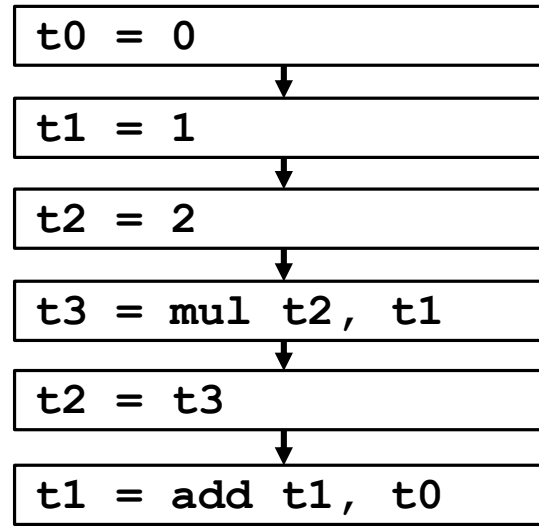 t0 = 0
t1 = 1
t2 = 2
t3 = mul t2, t1
t2 = t3
t1 = add t1, t0